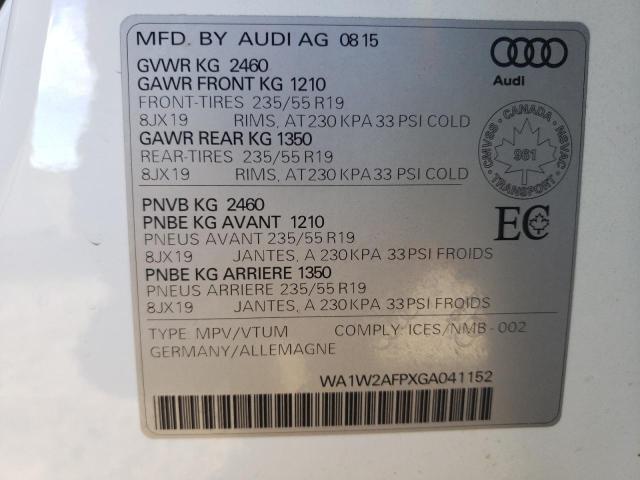 MFD. BY AUDI AG 08 15
GVWR KG 2460
GAWR FRONT KG 1210
FRONT-TIRES 235/55 R19
8JX19 RIMS, AT 230 KPA 33 PSI COLD
GAWR REAR KG 1350
REAR-TIRES 235/55 R19
8JX19 RIMS, AT 230 KPA 33 PSI COLD
Audi
CMVSS - CANADA - NSVAC
961
TRANSPORT
PNVB KG 2460
PNBE KG AVANT 1210
PNEUS AVANT 235/55 R19
8JX19 JANTES, A 230 KPA 33 PSI FROIDS
PNBE KG ARRIERE 1350
PNEUS ARRIERE 235/55 R19
8JX19 JANTES, A 230 KPA 33 PSI FROIDS
EC
TYPE: MPV/VTUM COMPLY: ICES/NMB - 002
GERMANY/ALLEMAGNE
WA1W2AFPXGA041152